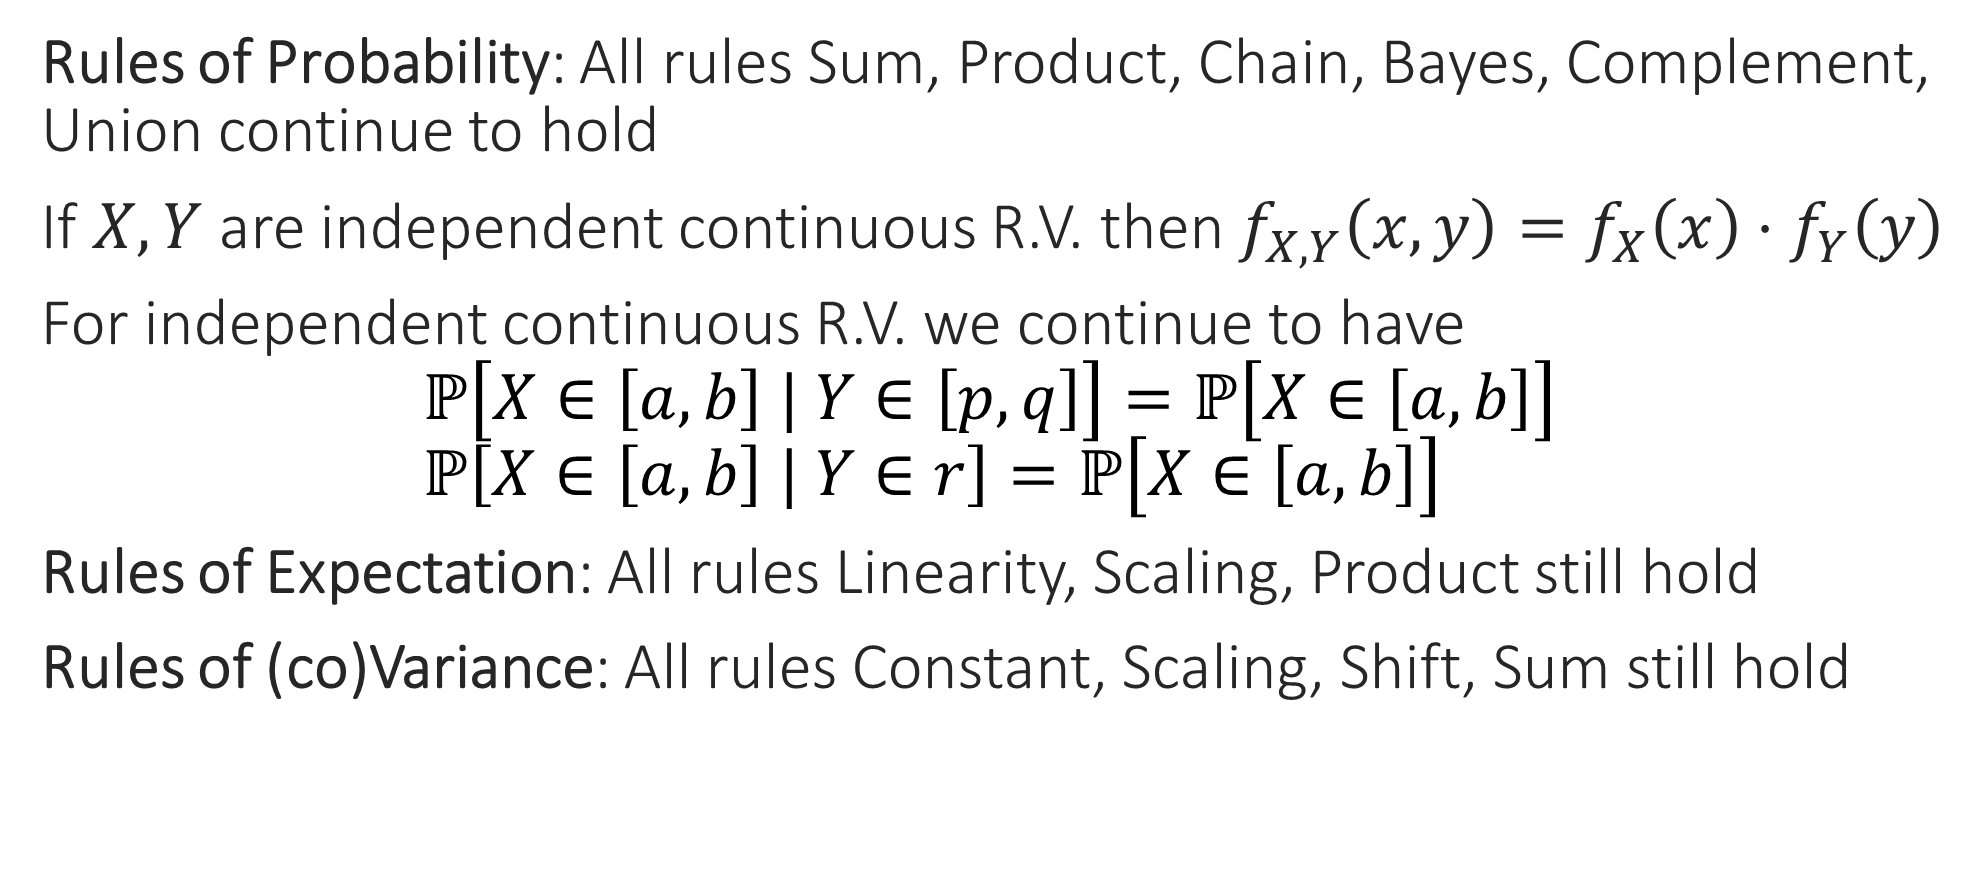 Rules of Probability: All rules Sum, Product, Chain, Bayes, Complement,
Union continue to hold
If X, Y are independent continuous R.V. then f_{X,Y}(x, y) = f_X(x) · f_Y(y)
For independent continuous R.V. we continue to have
ℙ[X ∈ [a, b] | Y ∈ [p, q]] = ℙ[X ∈ [a, b]]
ℙ[X ∈ [a, b] | Y ∈ r] = ℙ[X ∈ [a, b]]
Rules of Expectation: All rules Linearity, Scaling, Product still hold
Rules of (co)Variance: All rules Constant, Scaling, Shift, Sum still hold